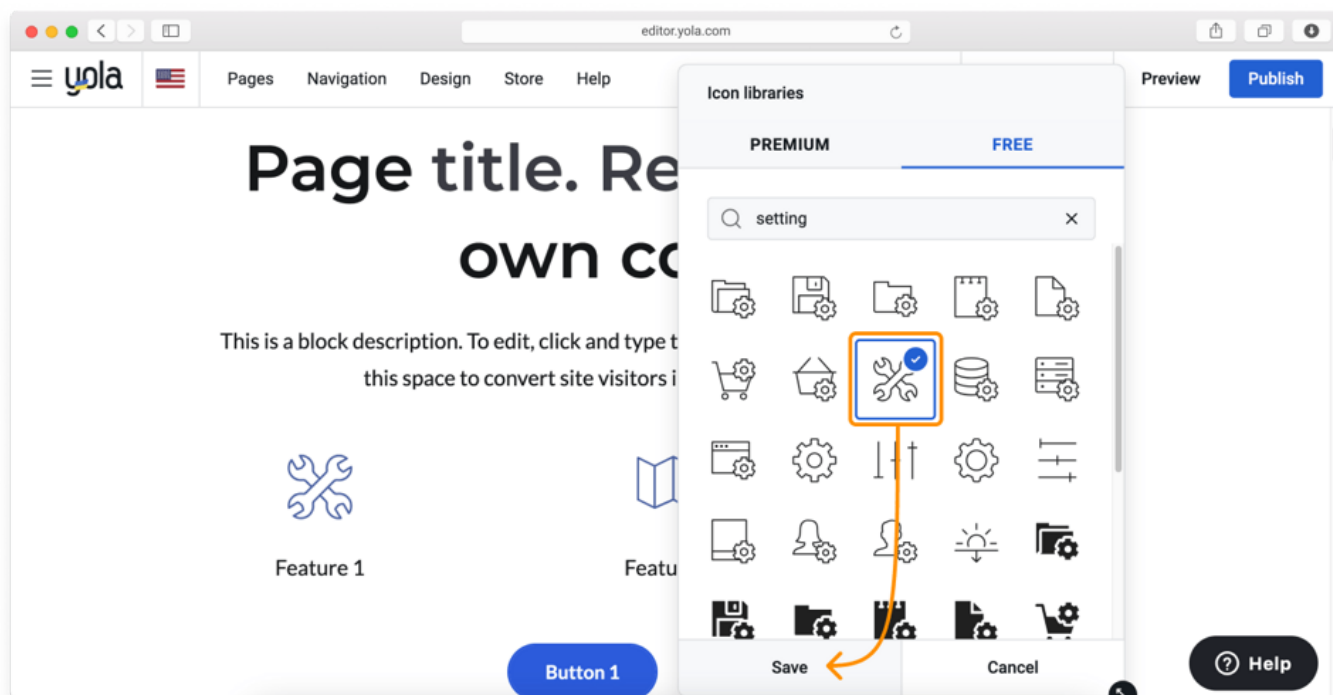 editor.yola.com
yola
Pages
Navigation
Design
Store
Help
Preview
Publish
Icon libraries
PREMIUM
FREE
setting
Page title. Re
own co
This is a block description. To edit, click and type t
this space to convert site visitors i
Feature 1
Featu
Button 1
Save
Cancel
Help